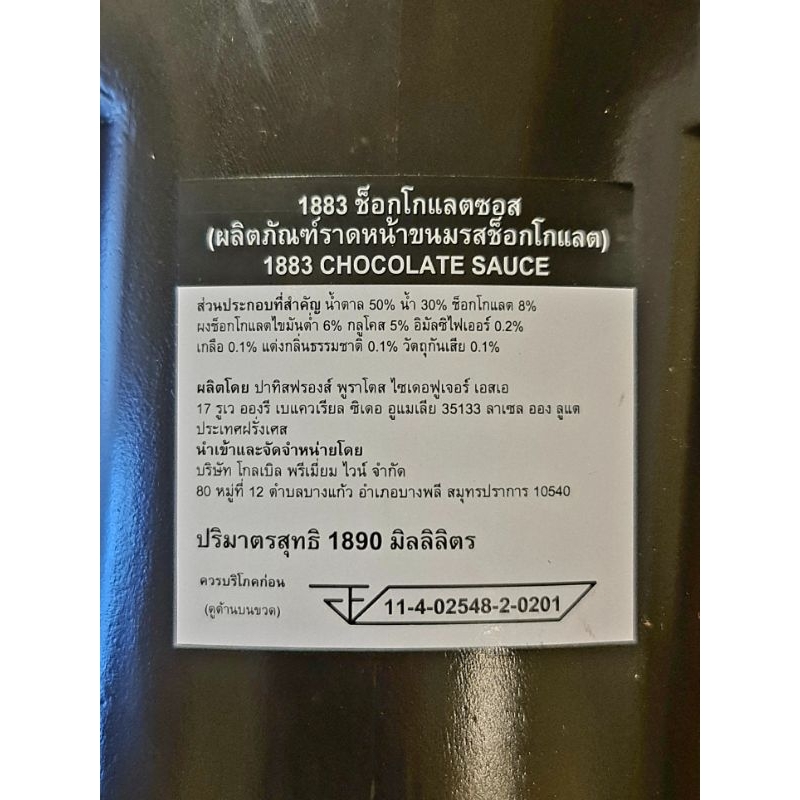 1883 ช็อกโกแลตซอส
(ผลิตภัณฑ์ราดหน้าขนมรสช็อกโกแลต)
1883 CHOCOLATE SAUCE
ส่วนประกอบที่สำคัญ น้ำตาล 50% น้ำ 30% ช็อกโกแลต 8%
ผงช็อกโกแลตไขมันต่ำ 6% กลูโคส 5% อิมัลซิไฟเออร์ 0.2%
เกลือ 0.1% แต่งกลิ่นธรรมชาติ 0.1% วัตถุกันเสีย 0.1%
ผลิตโดย ปาทิสฟรองส์ พูราโดส ไซเดอฟูเจอร์ เอสเอ
17 รูเว อองรี เบแควเรียล ซิเดอ อูแมเลีย 35133 ลาเซล ออง ลูแต
ประเทศฝรั่งเศส
นำเข้าและจัดจำหน่ายโดย
บริษัท โกลเบิล พรีเมี่ยม ไวน์ จำกัด
80 หมู่ที่ 12 ตำบลบางแก้ว อำเภอบางพลี สมุทรปราการ 10540
ปริมาตรสุทธิ 1890 มิลลิลิตร
ควรบริโภคก่อน
(ดูด้านบนขวด)
11-4-02548-2-0201